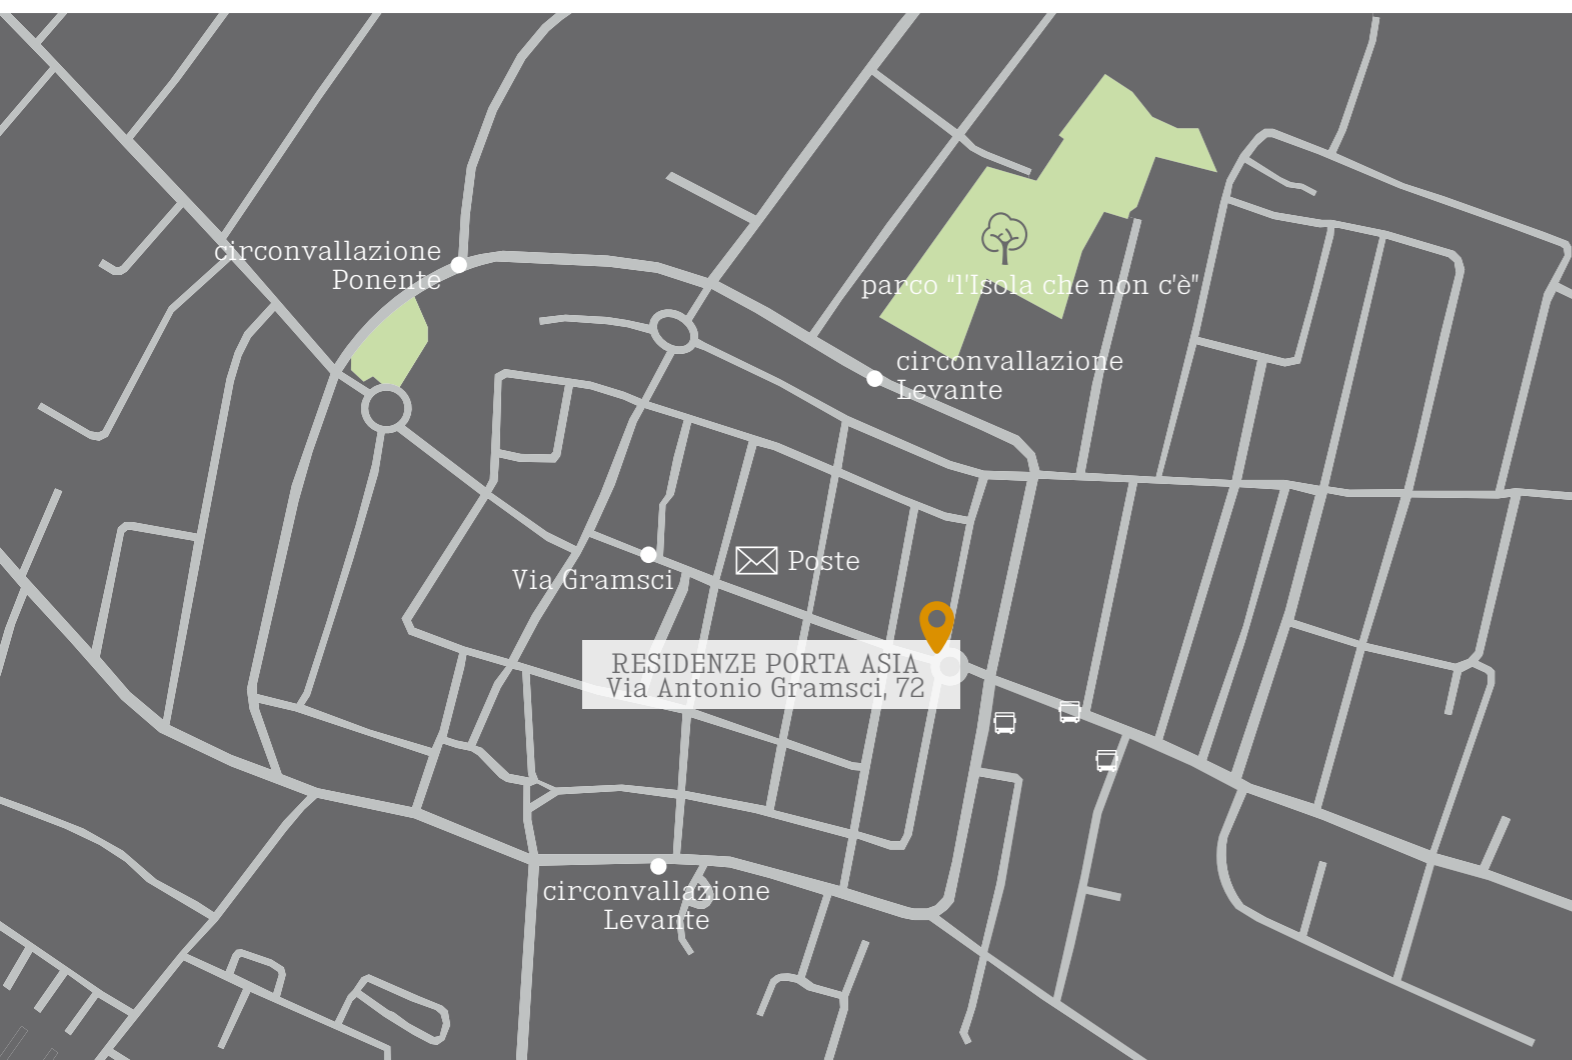 circonvallazione
Ponente
parco "l'Isola che non c'è"
circonvallazione
Levante
Poste
Via Gramsci
RESIDENZE PORTA ASIA
Via Antonio Gramsci, 72
circonvallazione
Levante